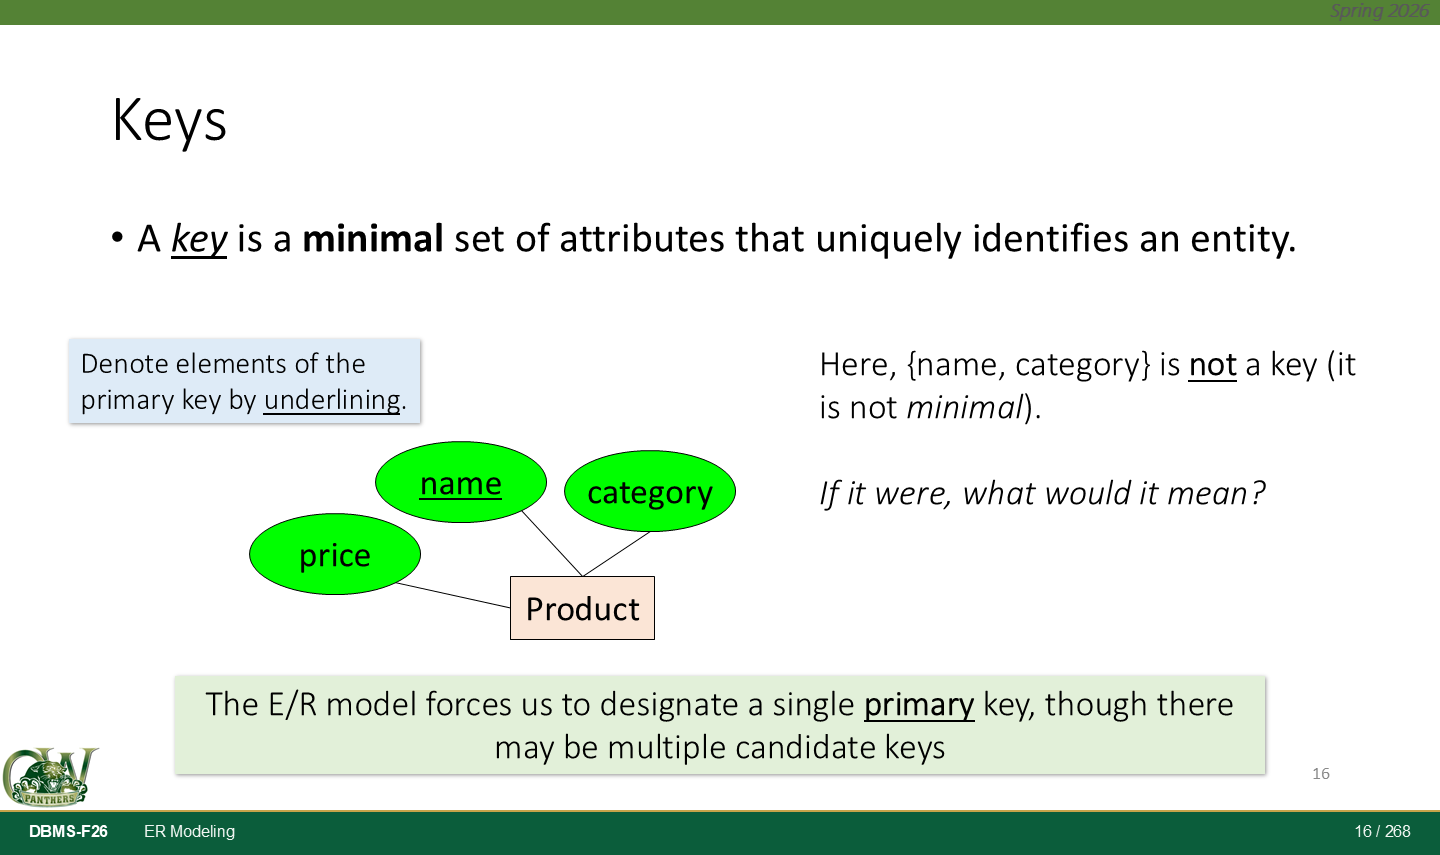 Spring 2026
Keys
• A key is a minimal set of attributes that uniquely identifies an entity.
Denote elements of the
primary key by underlining.
Here, {name, category} is not a key (it
is not minimal).
If it were, what would it mean?
name
category
price
Product
The E/R model forces us to designate a single primary key, though there
may be multiple candidate keys
16
CW
PANTHERS
DBMS-F26 ER Modeling 16 / 268